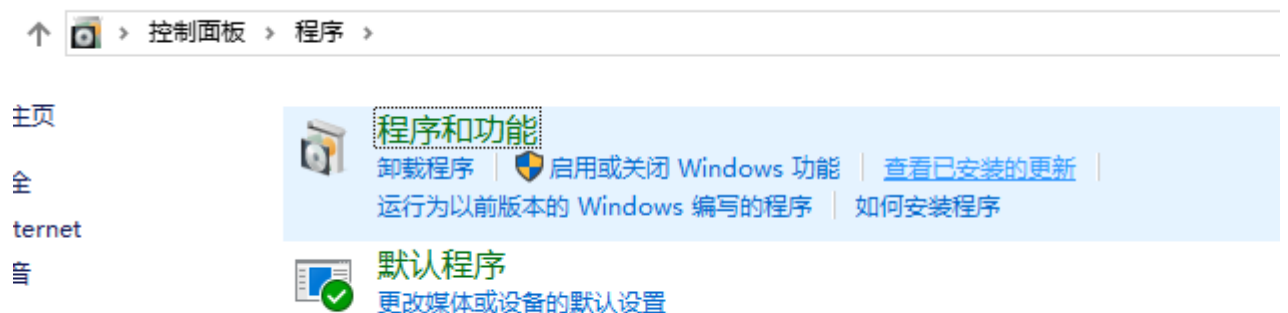 控制面板 > 程序 >
主页
程序和功能
卸载程序 启用或关闭 Windows 功能 查看已安装的更新
全
运行为以前版本的 Windows 编写的程序 如何安装程序
ternet
默认程序
音
更改媒体或设备的默认设置